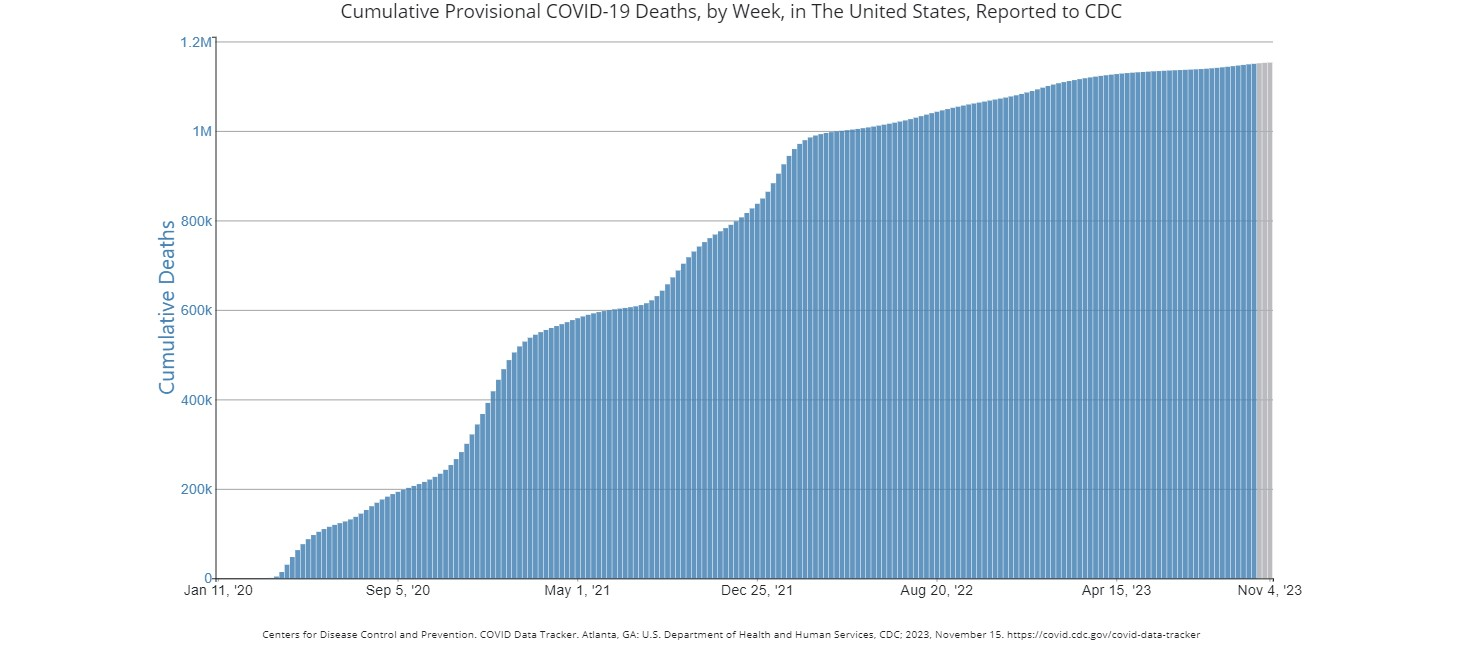 Cumulative Provisional COVID-19 Deaths, by Week, in The United States, Reported to CDC
Cumulative Deaths
1.2M
1M
800k
600k
400k
200k
0
Jan 11, '20 Sep 5, '20 May 1, '21 Dec 25, '21 Aug 20, '22 Apr 15, '23 Nov 4, '23
Centers for Disease Control and Prevention. COVID Data Tracker. Atlanta, GA: U.S. Department of Health and Human Services, CDC; 2023, November 15. https://covid.cdc.gov/covid-data-tracker